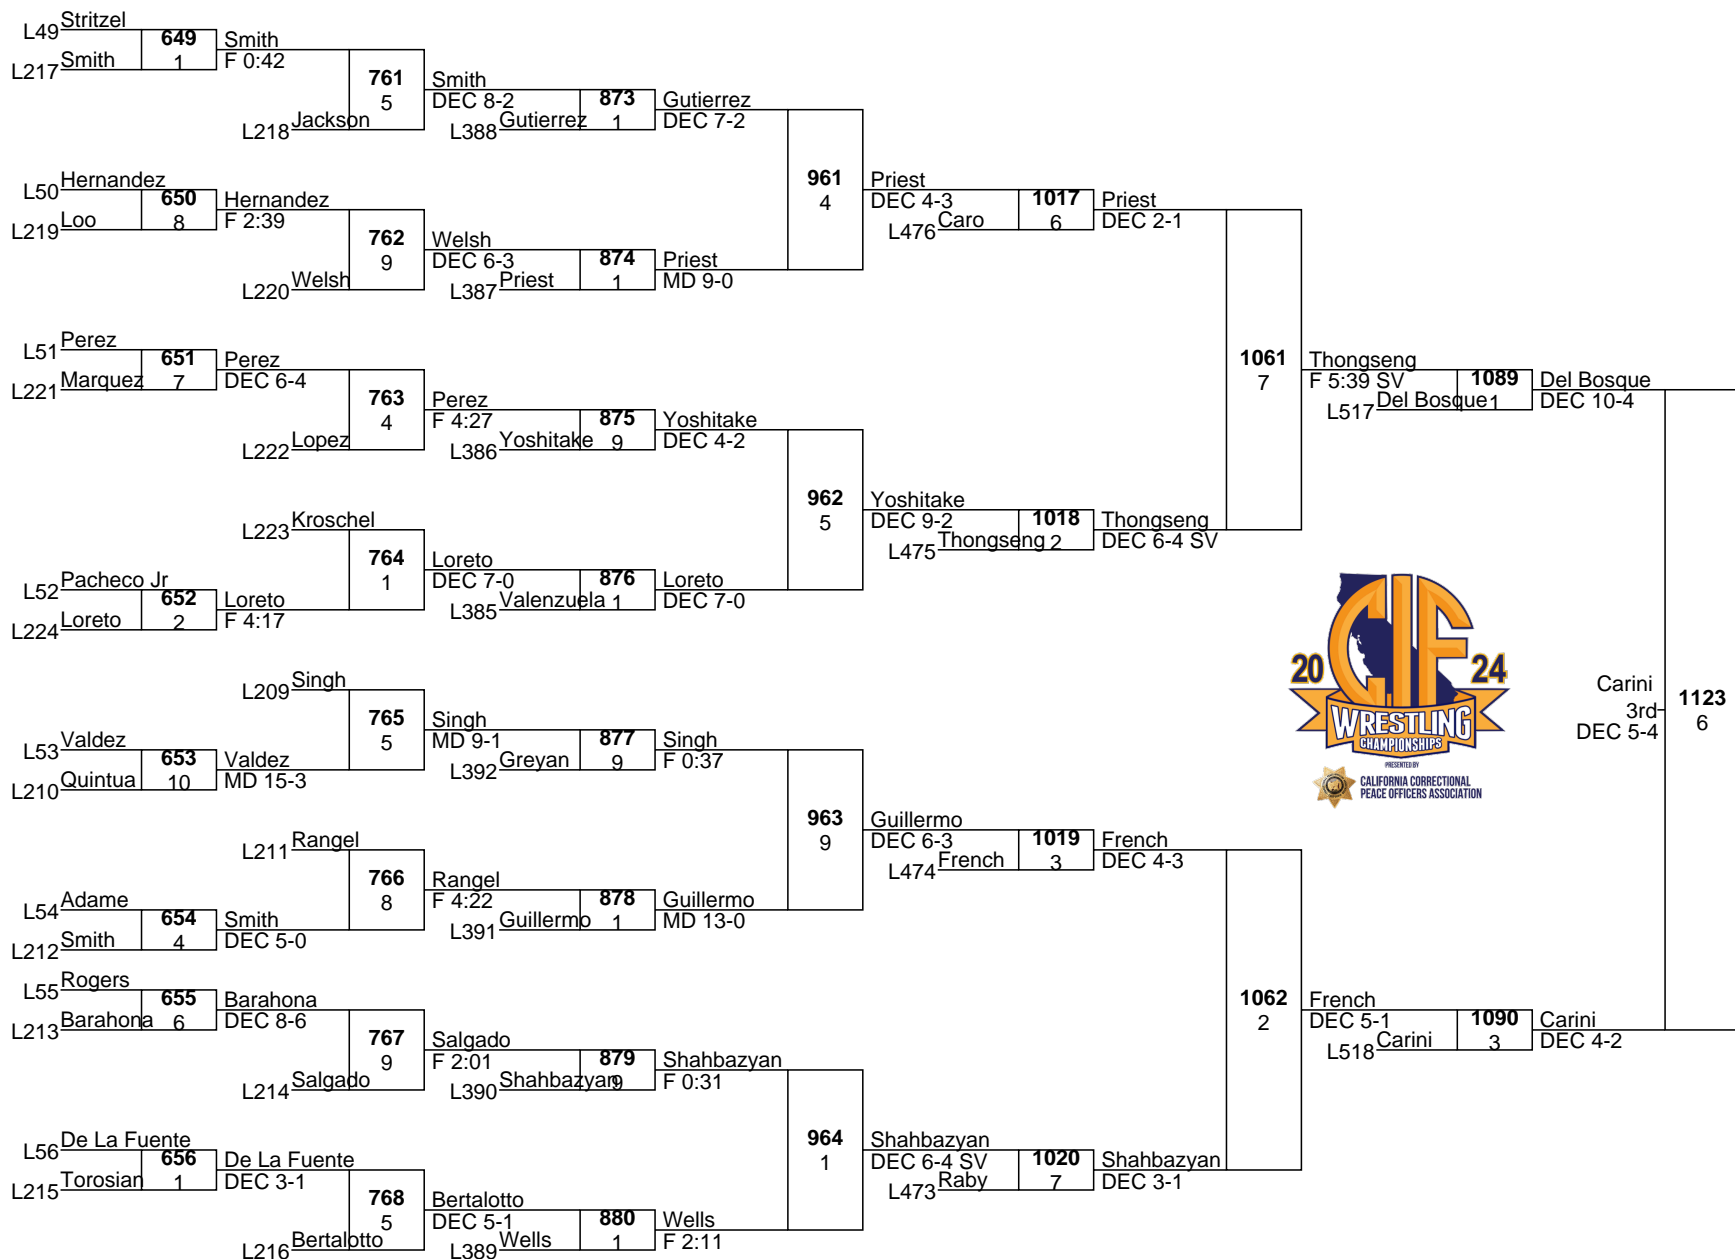 Stritzel
L49
649
Smith
Smith
L217
1
F 0:42
761
5
Smith
DEC 8-2
Jackson
L218
873
Gutierrez
Gutierrez
L388
1
DEC 7-2
Hernandez
L50
650
Hernandez
Loo
L219
8
F 2:39
762
9
Welsh
DEC 6-3
Welsh
L220
874
Priest
Priest
L387
1
MD 9-0
961
4
Priest
DEC 4-3
1017
Priest
Caro
L476
6
DEC 2-1
Perez
L51
651
Perez
Marquez
L221
7
DEC 6-4
763
4
Perez
F 4:27
Lopez
L222
875
Yoshitake
Yoshitake
L386
9
DEC 4-2
1061
7
Thongseng
F 5:39 SV
1089
Del Bosque
Del Bosque
L517
1
DEC 10-4
962
5
Yoshitake
DEC 9-2
1018
Thongseng
Thongseng
L475
2
DEC 6-4 SV
Kroschel
L223
764
1
Loreto
DEC 7-0
876
Loreto
Valenzuela
L385
1
DEC 7-0
Pacheco Jr
L52
652
Loreto
Loreto
L224
2
F 4:17
20 CIF 24
WRESTLING
CHAMPIONSHIPS
PRESENTED BY
CALIFORNIA CORRECTIONAL
PEACE OFFICERS ASSOCIATION
Carini
3rd
DEC 5-4
1123
6
Singh
L209
765
5
Singh
MD 9-1
877
Singh
Greyan
L392
9
F 0:37
Valdez
L53
653
Valdez
Quintua
L210
10
MD 15-3
963
9
Guillermo
DEC 6-3
1019
French
French
L474
3
DEC 4-3
Rangel
L211
766
8
Rangel
F 4:22
878
Guillermo
Guillermo
L391
1
MD 13-0
Adame
L54
654
Smith
Smith
L212
4
DEC 5-0
Rogers
L55
655
Barahona
Barahona
L213
6
DEC 8-6
1062
2
French
DEC 5-1
1090
Carini
Carini
L518
3
DEC 4-2
767
9
Salgado
F 2:01
Salgado
L214
879
Shahbazyan
Shahbazyan
L390
9
F 0:31
964
1
Shahbazyan
DEC 6-4 SV
1020
Shahbazyan
Raby
L473
7
DEC 3-1
De La Fuente
L56
656
De La Fuente
Torosian
L215
1
DEC 3-1
768
5
Bertalotto
DEC 5-1
Bertalotto
L216
880
Wells
Wells
L389
1
F 2:11